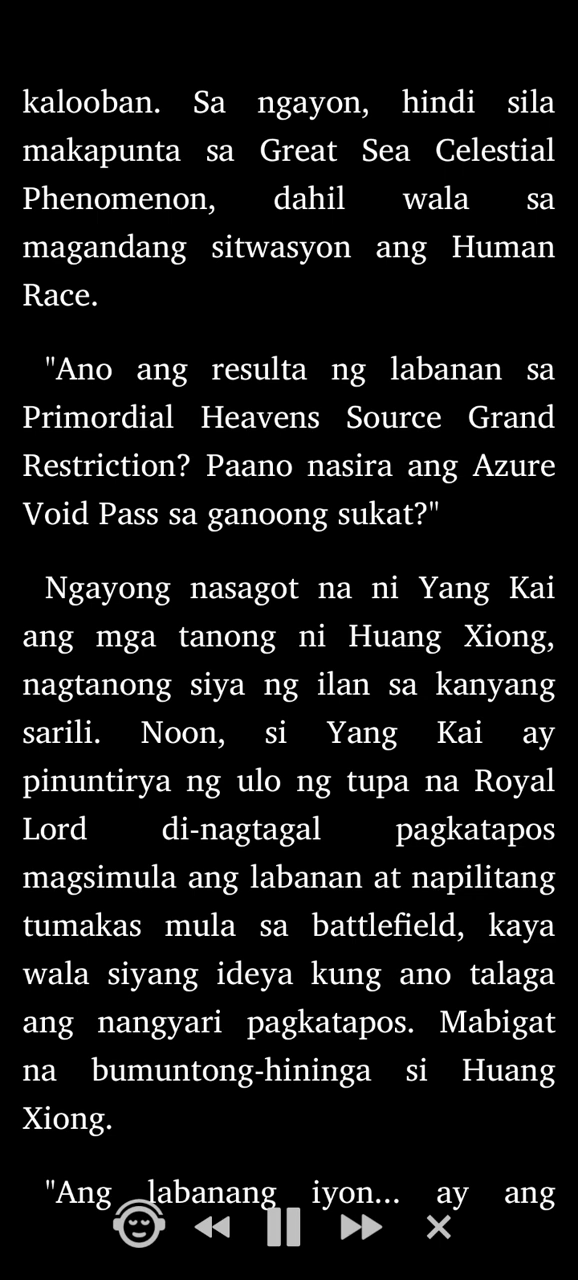 kalooban. Sa ngayon, hindi sila
makapunta sa Great Sea Celestial
Phenomenon, dahil wala sa
magandang sitwasyon ang Human
Race.
"Ano ang resulta ng labanan sa
Primordial Heavens Source Grand
Restriction? Paano nasira ang Azure
Void Pass sa ganoong sukat?"
Ngayong nasagot na ni Yang Kai
ang mga tanong ni Huang Xiong,
nagtanong siya ng ilan sa kanyang
sarili. Noon, si Yang Kai ay
pinuntirya ng ulo ng tupa na Royal
Lord di-nagtagal pagkatapos
magsimula ang labanan at napilitang
tumakas mula sa battlefield, kaya
wala siyang ideya kung ano talaga
ang nangyari pagkatapos. Mabigat
na bumuntong-hininga si Huang
Xiong.
"Ang labanang iyon... ay ang